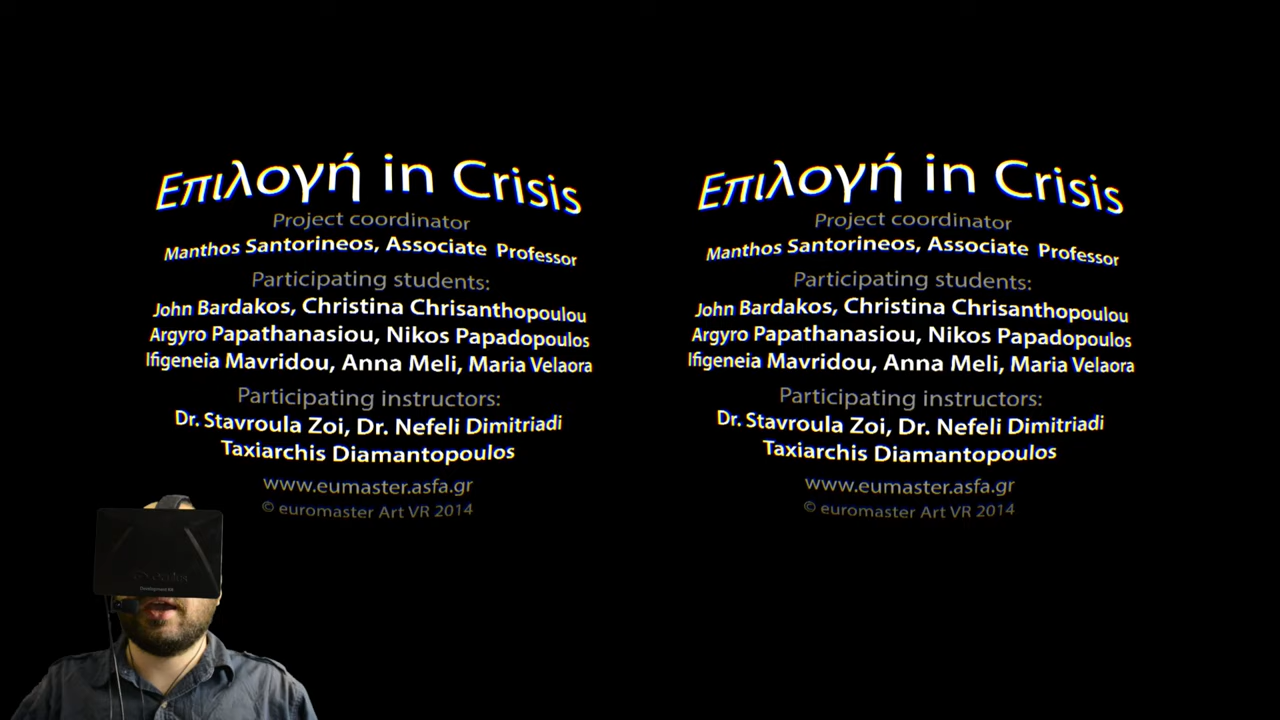 Επιλογή in Crisis
Project coordinator
Manthos Santorineos, Associate Professor
Participating students:
John Bardakos, Christina Chrisanthopoulou
Argyro Papathanasiou, Nikos Papadopoulos
Ifigeneia Mavridou, Anna Meli, Maria Velaora
Participating instructors:
Dr. Stavroula Zoi, Dr. Nefeli Dimitriadi
Taxiarchis Diamantopoulos
www.eumaster.asfa.gr
© euromaster Art VR 2014
Επιλογή in Crisis
Project coordinator
Manthos Santorineos, Associate Professor
Participating students:
John Bardakos, Christina Chrisanthopoulou
Argyro Papathanasiou, Nikos Papadopoulos
Ifigeneia Mavridou, Anna Meli, Maria Velaora
Participating instructors:
Dr. Stavroula Zoi, Dr. Nefeli Dimitriadi
Taxiarchis Diamantopoulos
www.eumaster.asfa.gr
© euromaster Art VR 2014
oculus
Development Kit